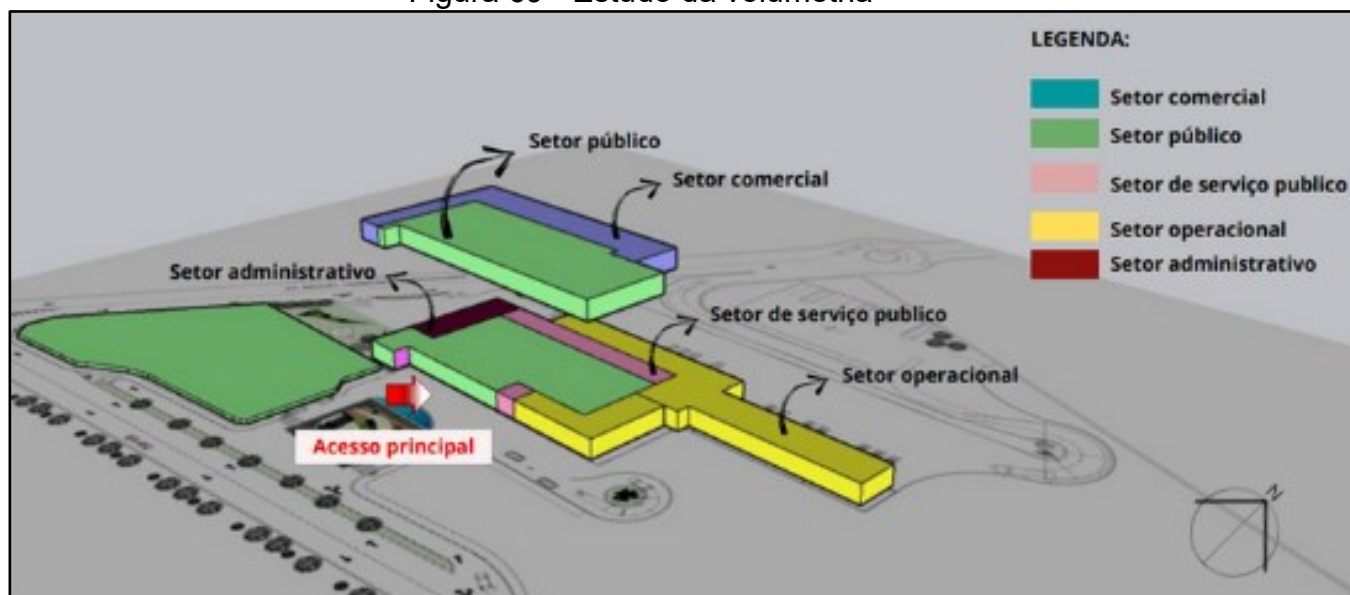 LEGENDA:
Setor comercial
Setor público
Setor de serviço publico
Setor operacional
Setor administrativo
Setor público
Setor comercial
Setor administrativo
Setor de serviço publico
Setor operacional
Acesso principal
N